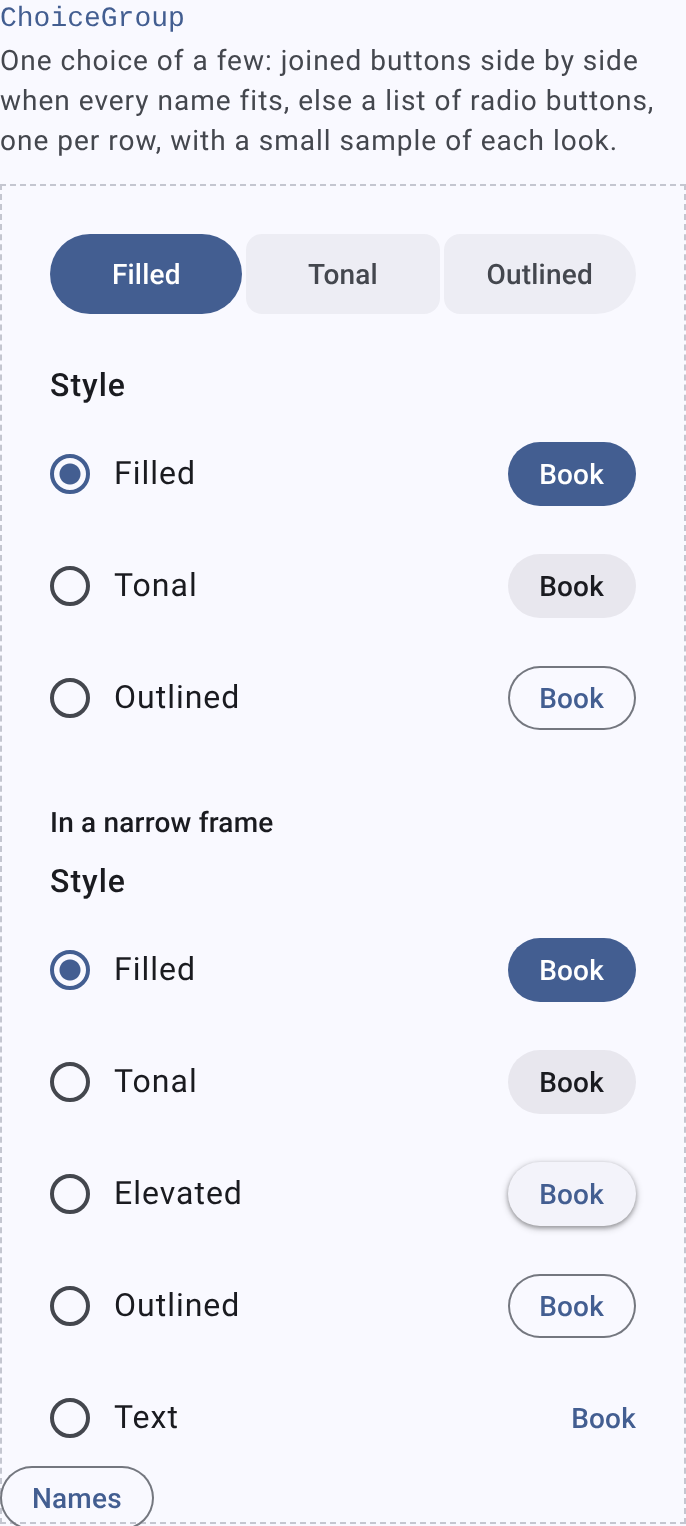 ChoiceGroup
One choice of a few: joined buttons side by side
when every name fits, else a list of radio buttons,
one per row, with a small sample of each look.
Filled Tonal Outlined
Style
Filled Book
Tonal Book
Outlined Book
In a narrow frame
Style
Filled Book
Tonal Book
Elevated Book
Outlined Book
Text Book
Names